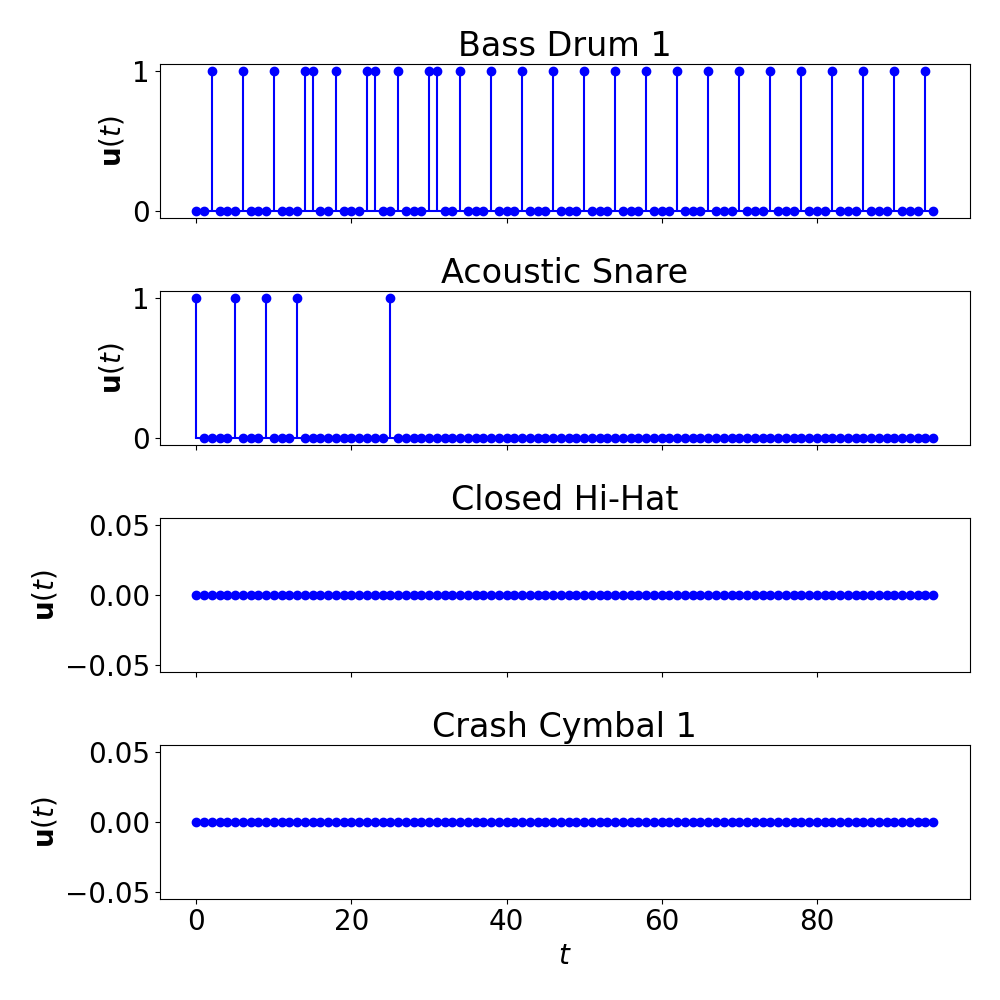 Bass Drum 1
1
0
u(t)
Acoustic Snare
1
0
u(t)
Closed Hi-Hat
0.05
0.00
−0.05
u(t)
Crash Cymbal 1
0.05
0.00
−0.05
u(t)
0 20 40 60 80
t